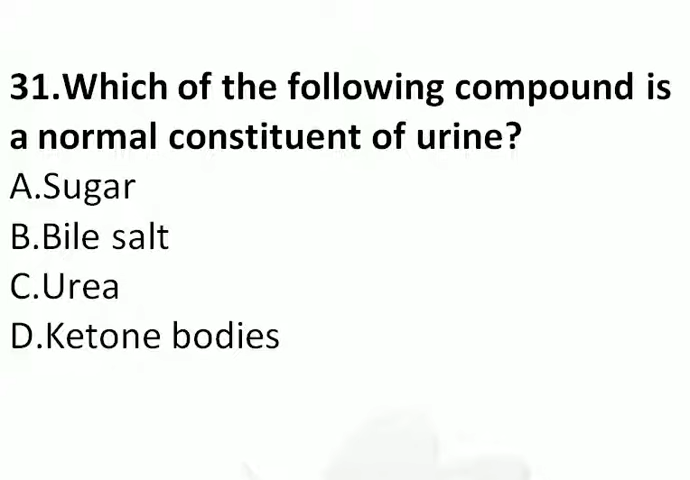 31.Which of the following compound is
a normal constituent of urine?
A.Sugar
B.Bile salt
C.Urea
D.Ketone bodies